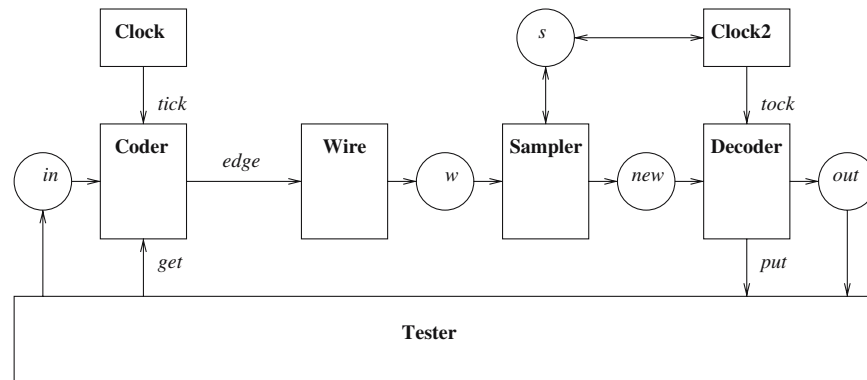 Clock
s
Clock2
tick
tock
in
Coder
edge
Wire
w
Sampler
new
Decoder
out
get
put
Tester